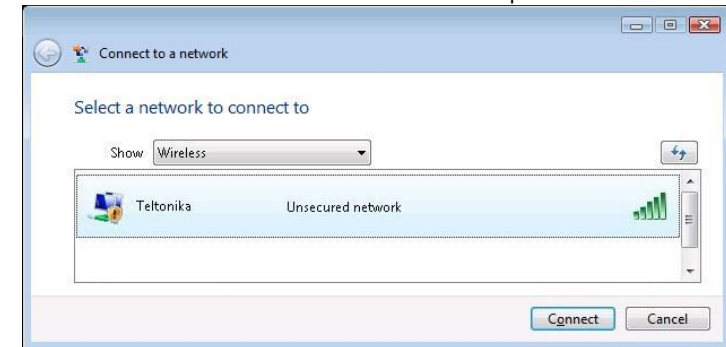 Connect to a network
Select a network to connect to
Show Wireless
Teltonika Unsecured network
Connect Cancel